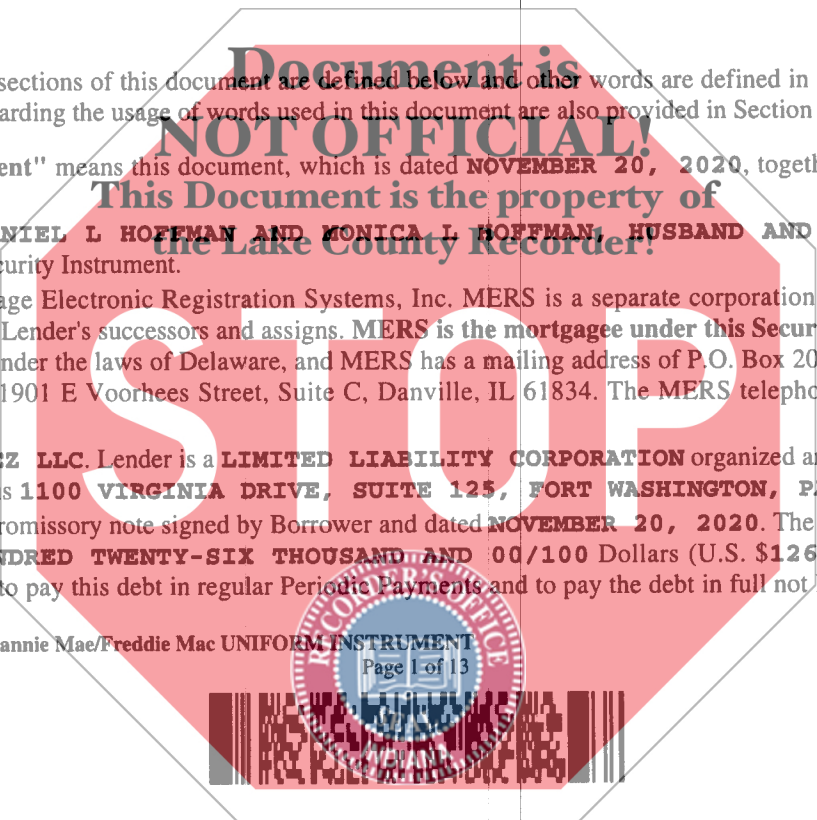 Document is
sections of this document are defined below and other words are defined in
arding the usage of words used in this document are also provided in Section
NOT OFFICIAL!
ent" means this document, which is dated NOVEMBER 20, 2020, togeth
This Document is the property of
NIEL L HOFFMAN AND MONICA L HOFFMAN, HUSBAND AND
the Lake County Recorder!
curity Instrument.
age Electronic Registration Systems, Inc. MERS is a separate corporation
Lender's successors and assigns. MERS is the mortgagee under this Secur
nder the laws of Delaware, and MERS has a mailing address of P.O. Box 20
1901 E Voorhees Street, Suite C, Danville, IL 61834. The MERS telepho
STOP
CZ LLC. Lender is a LIMITED LIABILITY CORPORATION organized an
s 1100 VIRGINIA DRIVE, SUITE 125, FORT WASHINGTON, PA
romissory note signed by Borrower and dated NOVEMBER 20, 2020. The
NDRED TWENTY-SIX THOUSAND AND 00/100 Dollars (U.S. $126
to pay this debt in regular Periodic Payments and to pay the debt in full not
annie Mae/Freddie Mac UNIFORM INSTRUMENT
Page 1 of 13
RECORDER'S OFFICE
SEAL
INDIANA